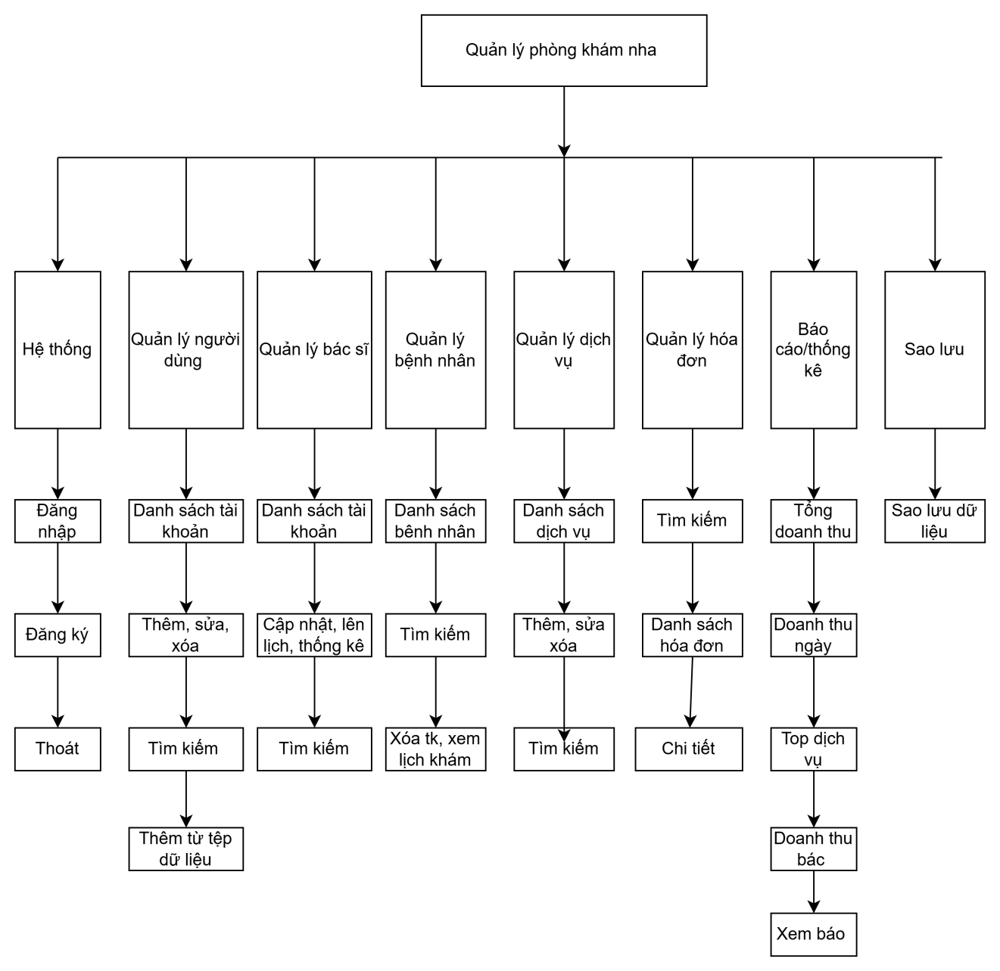 Quản lý phòng khám nha
Hệ thống
Quản lý người
dùng
Quản lý bác sĩ
Quản lý
bệnh nhân
Quản lý dịch
vụ
Quản lý hóa
đơn
Báo
cáo/thống
kê
Sao lưu
Đăng
nhập
Danh sách tài
khoản
Danh sách tài
khoản
Danh sách
bênh nhân
Danh sách
dịch vụ
Tìm kiếm
Tổng
doanh thu
Sao lưu dữ
liệu
Đăng ký
Thêm, sửa,
xóa
Cập nhật, lên
lịch, thống kê
Tìm kiếm
Thêm, sửa
xóa
Danh sách
hóa đơn
Doanh thu
ngày
Thoát
Tìm kiếm
Tìm kiếm
Xóa tk, xem
lịch khám
Tìm kiếm
Chi tiết
Top dịch
vụ
Thêm từ tệp
dữ liệu
Doanh thu
bác
Xem báo